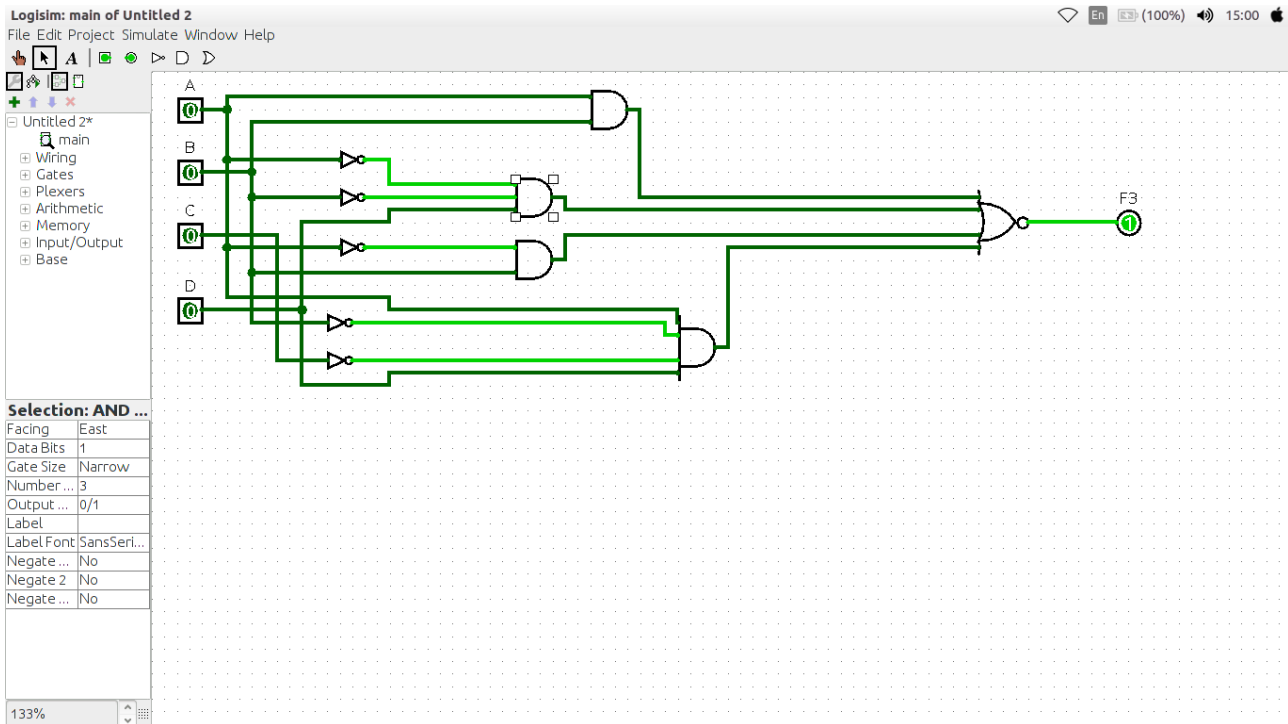 Logisim: main of Untitled 2
En (100%) 15:00
File Edit Project Simulate Window Help
A
Untitled 2*
main
Wiring
Gates
Plexers
Arithmetic
Memory
Input/Output
Base
A
0
B
0
C
0
D
0
F3
1
Selection: AND ...
Facing East
Data Bits 1
Gate Size Narrow
Number ... 3
Output ... 0/1
Label
Label Font SansSeri...
Negate ... No
Negate 2 No
Negate ... No
133%